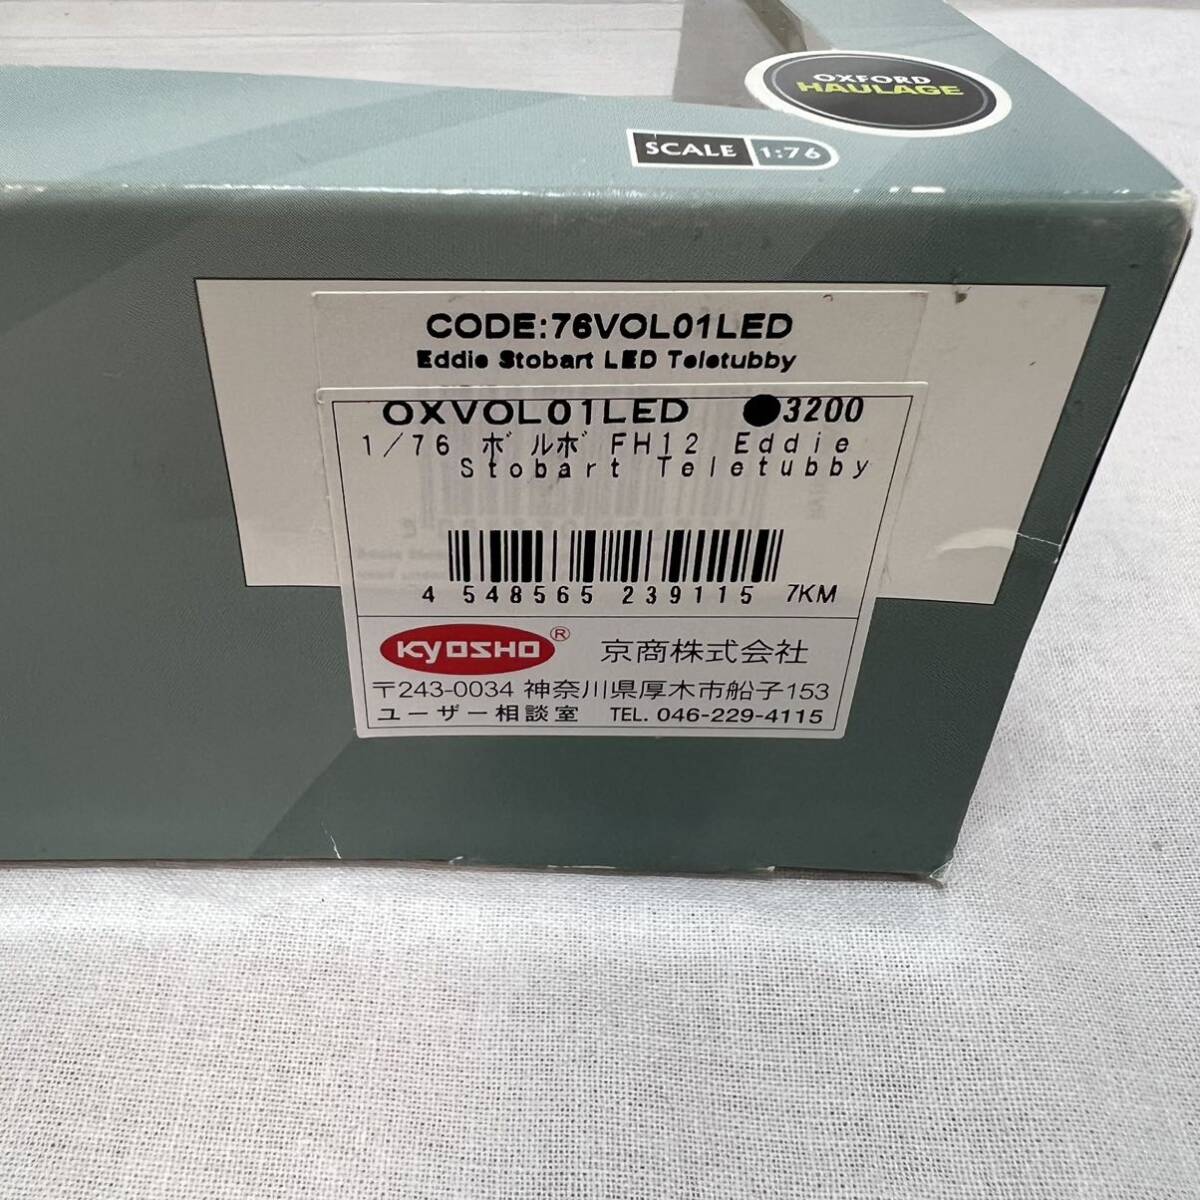 OXFORD
HAULAGE
SCALE 1:76
CODE:76VOL01LED
Eddie Stobart LED Teletubby
OXVOL01LED ●3200
1/76 ボルボ FH12 Eddie
Stobart Teletubby
4 548565 239115 7KM
KYOSHO® 京商株式会社
〒243-0034 神奈川県厚木市船子153
ユーザー相談室 TEL. 046-229-4115